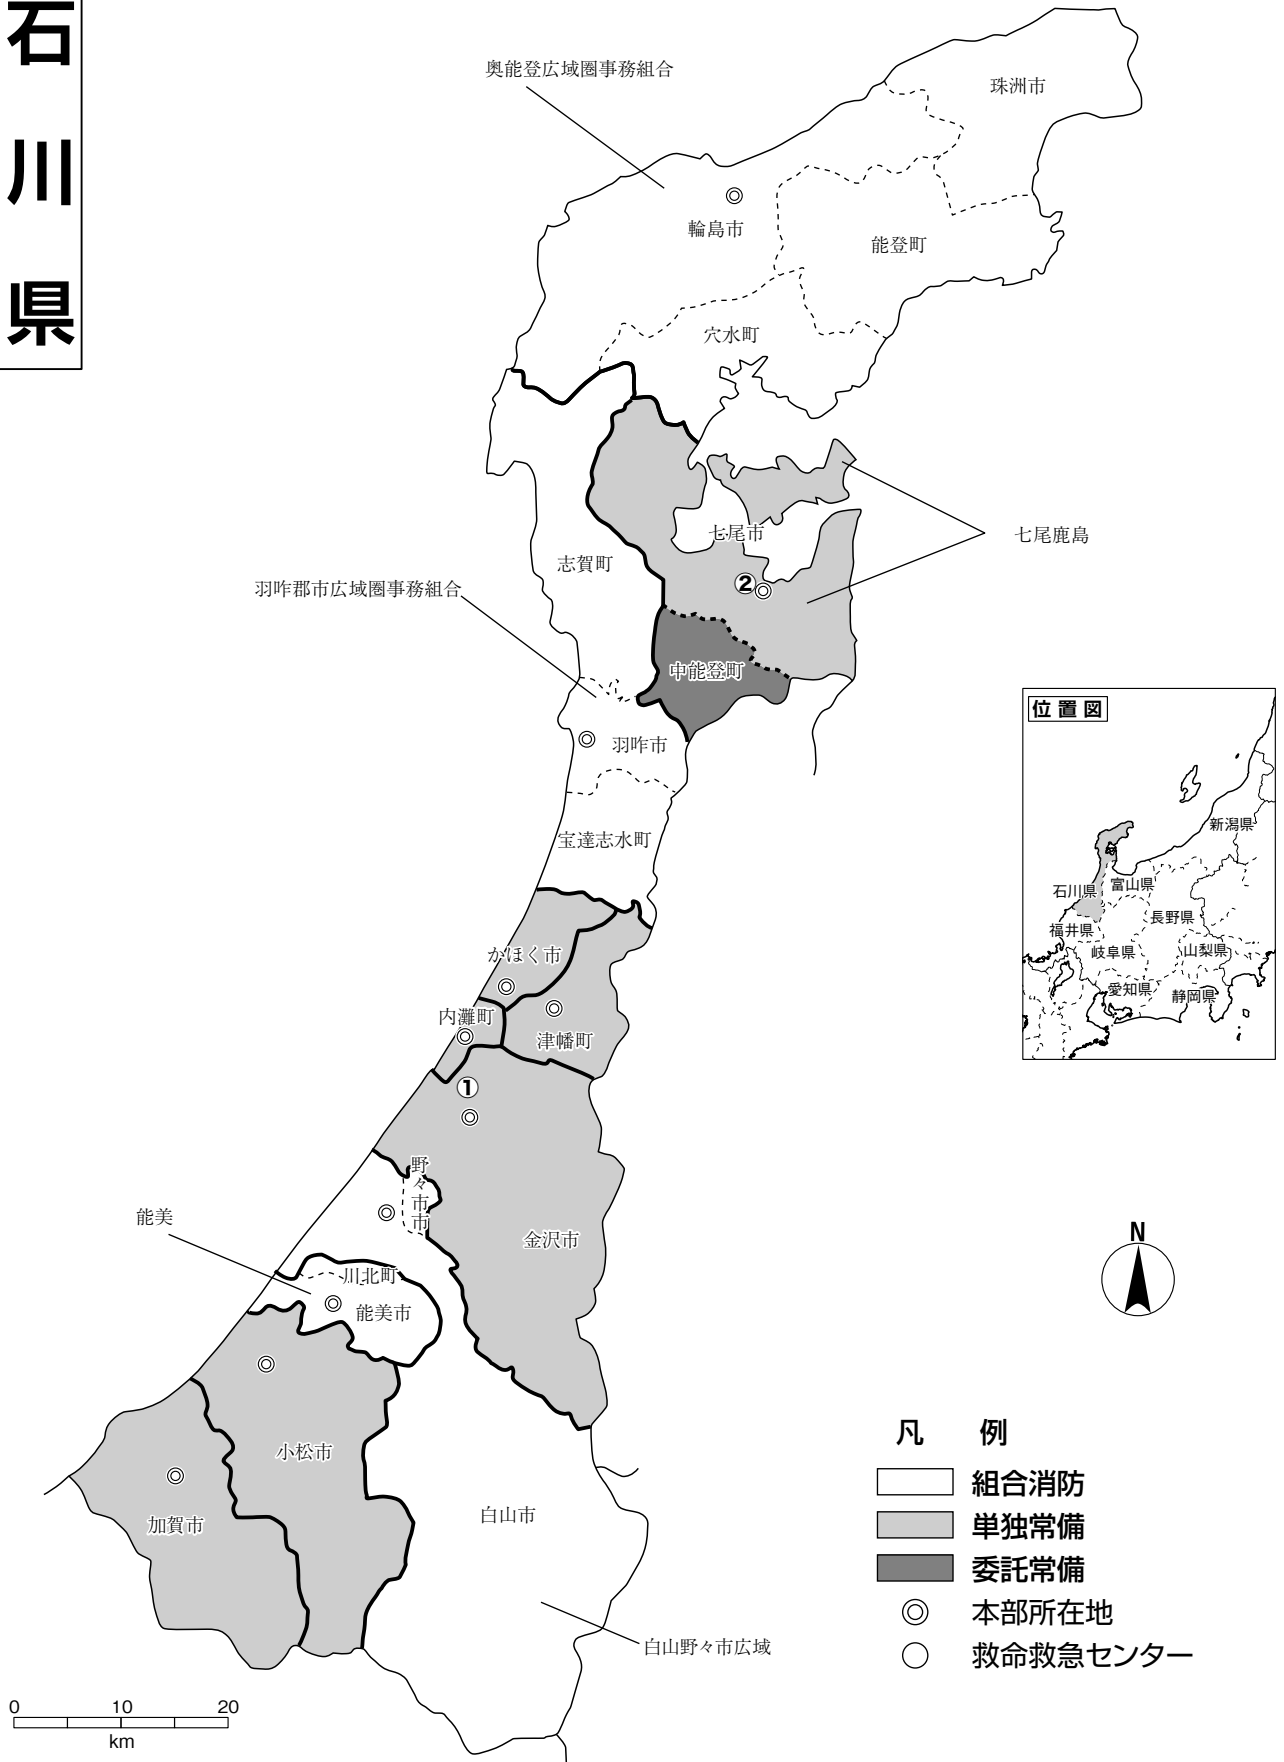 石川県
奥能登広域圏事務組合
珠洲市
輪島市
能登町
穴水町
七尾市
七尾鹿島
志賀町
羽咋郡市広域圏事務組合
②
中能登町
羽咋市
宝達志水町
かほく市
内灘町
津幡町
①
野々市市
金沢市
能美
川北町
能美市
小松市
加賀市
白山市
白山野々市広域
位置図
新潟県
石川県
富山県
福井県
長野県
岐阜県
山梨県
愛知県
静岡県
N
凡 例
組合消防
単独常備
委託常備
本部所在地
救命救急センター
0 10 20
km